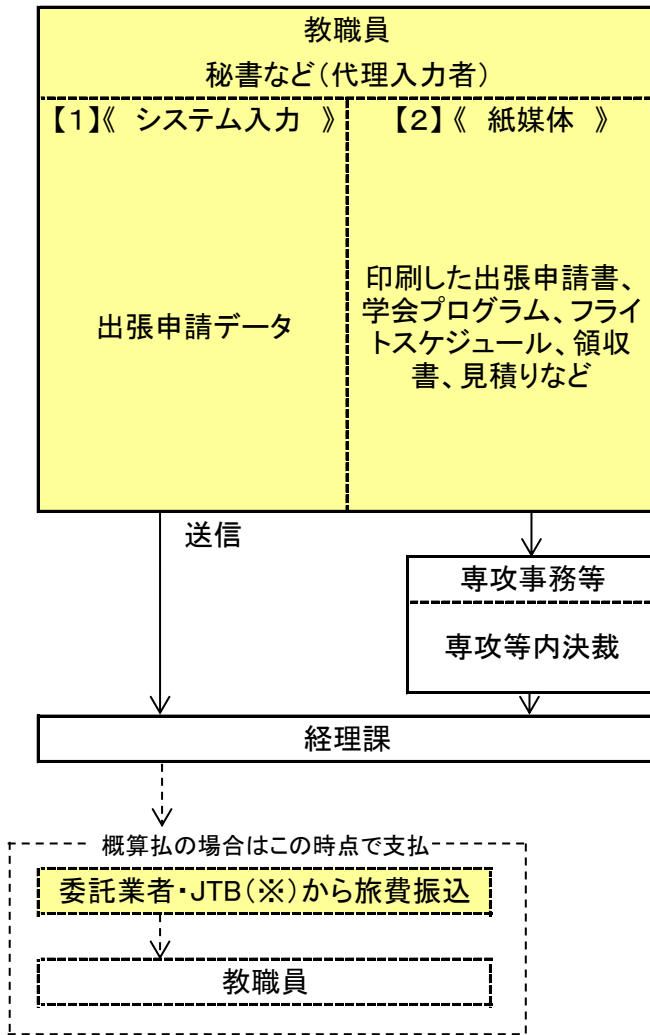 教職員
秘書など(代理入力者)
【1】《 システム入力 》
【2】《 紙媒体 》
出張申請データ
印刷した出張申請書、
学会プログラム、フライ
トスケジュール、領収
書、見積りなど
送信
専攻事務等
専攻等内決裁
経理課
概算払の場合はこの時点で支払
委託業者・JTB(※)から旅費振込
教職員